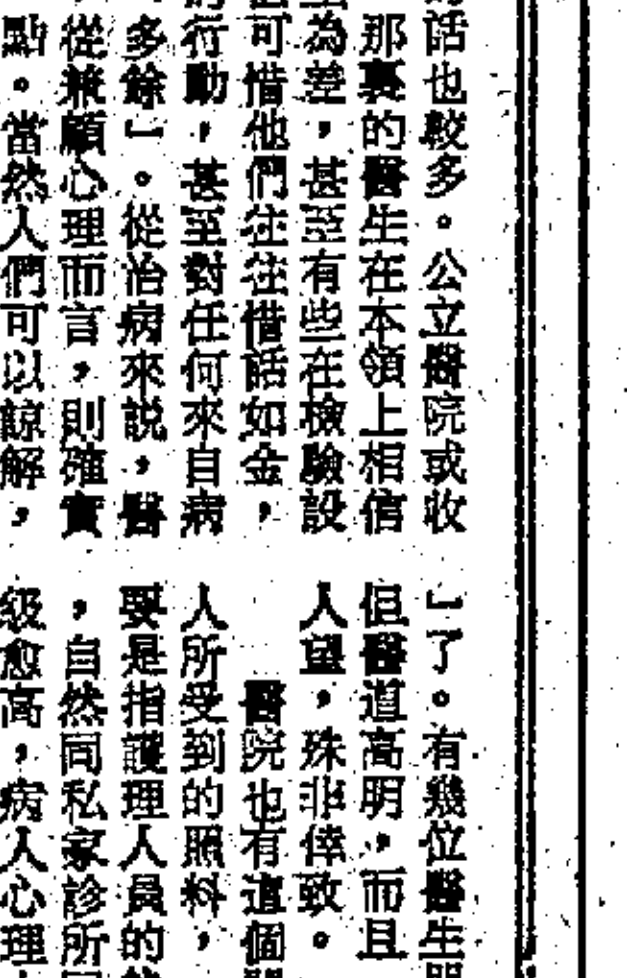 話也較多。公立醫院或收
那裏的醫生在本領上相信
為差，甚至有些在檢驗設
可惜他們往往惜話如金，
行動，甚至對任何來自病
多餘」。從治病來説，醫
從兼顧心理而言，則確實
點。當然人們可以諒解，
」了。有幾位醫生
但醫道高明，而且
人望，殊非倖致。
醫院也有這個
人所受到的照料，
要是指護理人員的
，自然同私家診所
級愈高，病人心理